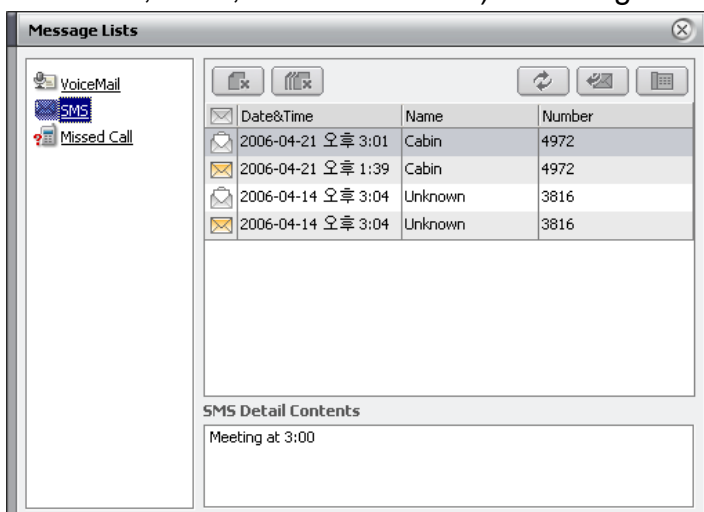 Message Lists
VoiceMail
SMS
Missed Call
Date&Time Name Number
2006-04-21 오후 3:01 Cabin 4972
2006-04-21 오후 1:39 Cabin 4972
2006-04-14 오후 3:04 Unknown 3816
2006-04-14 오후 3:04 Unknown 3816
SMS Detail Contents
Meeting at 3:00